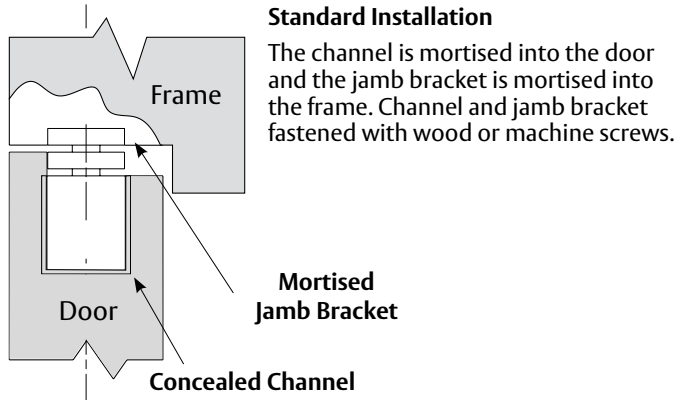 Standard Installation
The channel is mortised into the door
and the jamb bracket is mortised into
the frame. Channel and jamb bracket
fastened with wood or machine screws.
Frame
Mortised
Jamb Bracket
Door
Concealed Channel